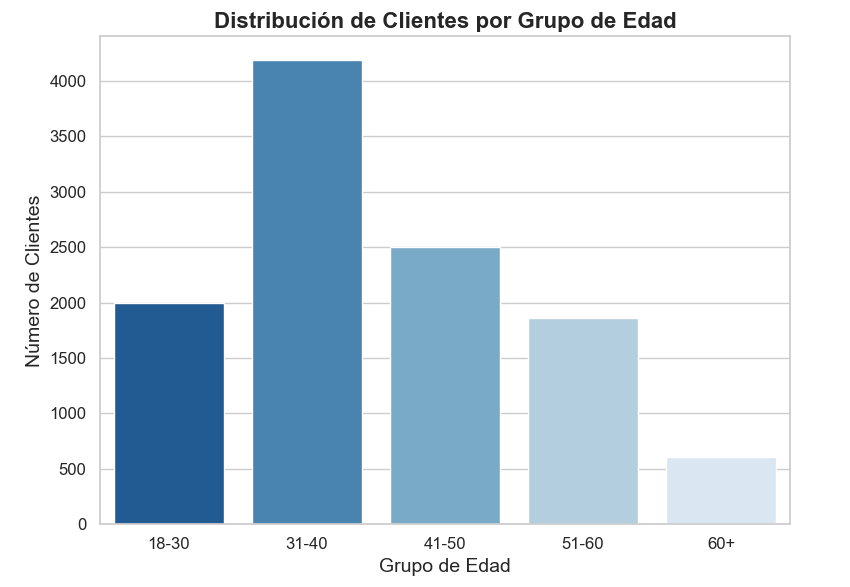 Distribución de Clientes por Grupo de Edad
Número de Clientes
4000
3500
3000
2500
2000
1500
1000
500
0
18-30 31-40 41-50 51-60 60+
Grupo de Edad